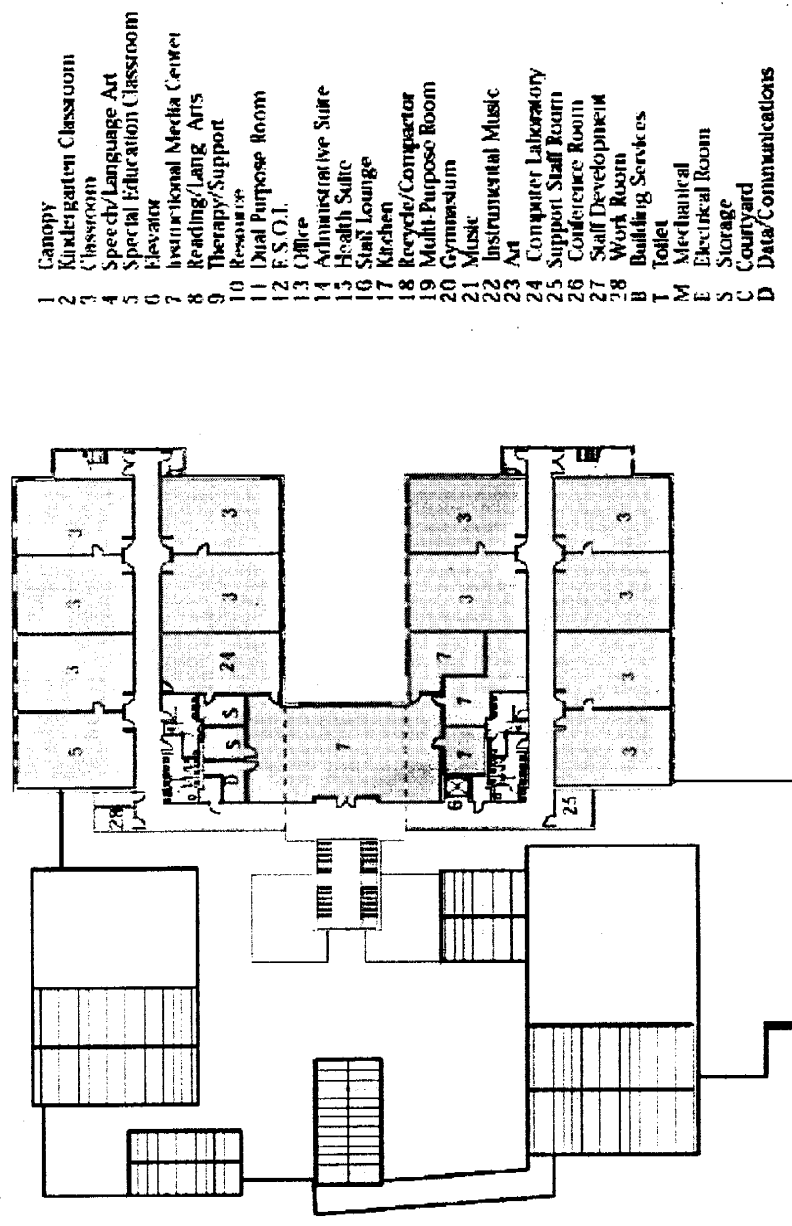 1 Canopy
2 Kindergarten Classroom
3 Classroom
4 Speech/Language Art
5 Special Education Classroom
6 Elevator
7 Instructional Media Center
8 Reading/Lang. Arts
9 Therapy/Support
10 Resource
11 Dual Purpose Room
12 E.S.O.L.
13 Office
14 Administrative Suite
15 Health Suite
16 Staff Lounge
17 Kitchen
18 Recycle/Compactor
19 Multi-Purpose Room
20 Gymnasium
21 Music
22 Instrumental Music
23 Art
24 Computer Laboratory
25 Support Staff Room
26 Conference Room
27 Staff Development
28 Work Room
B Building Services
T Toilet
M Mechanical
E Electrical Room
S Storage
C Courtyard
D Data/Communications
5
3
3
3
28
24
3
3
D
S
S
7
7
7
7
3
3
6
25
3
3
3